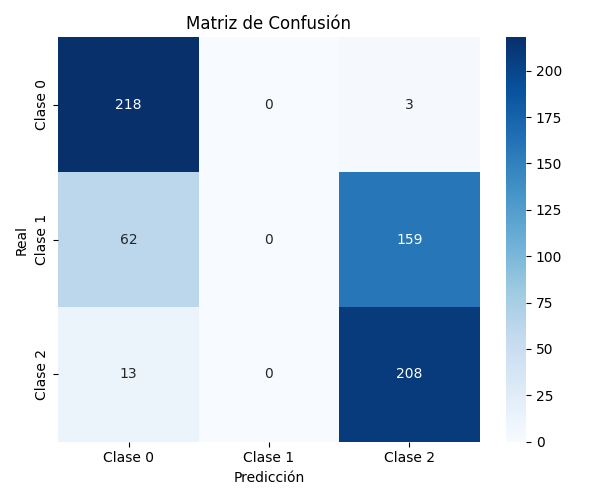 Matriz de Confusión
Clase 0
218
0
3
Real
Clase 1
62
0
159
Clase 2
13
0
208
Clase 0
Clase 1
Clase 2
Predicción
200
175
150
125
100
75
50
25
0